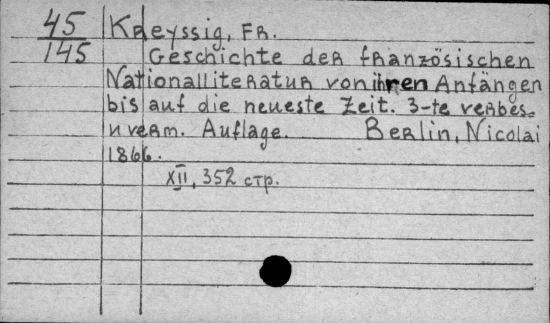 45
145
Kreyssig, Fr.
Geschichte der französischen
Nationalliteratur von ihren Anfängen
bis auf die neueste Zeit. 3-te verbes.
u verm. Auflage. Berlin, Nicolai
1866.
XII, 352 стр.